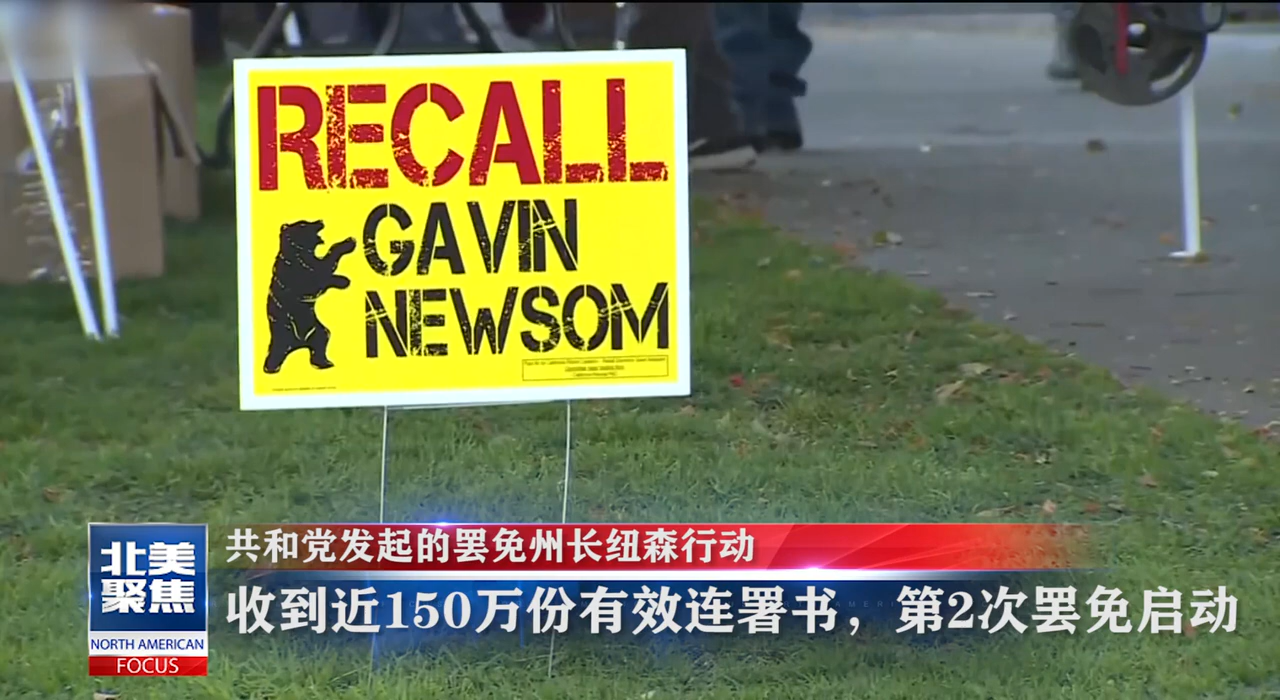 RECALL
GAVIN
NEWSOM
共和党发起的罢免州长纽森行动
收到近150万份有效连署书，第2次罢免启动
北美
聚焦
NORTH AMERICAN
FOCUS